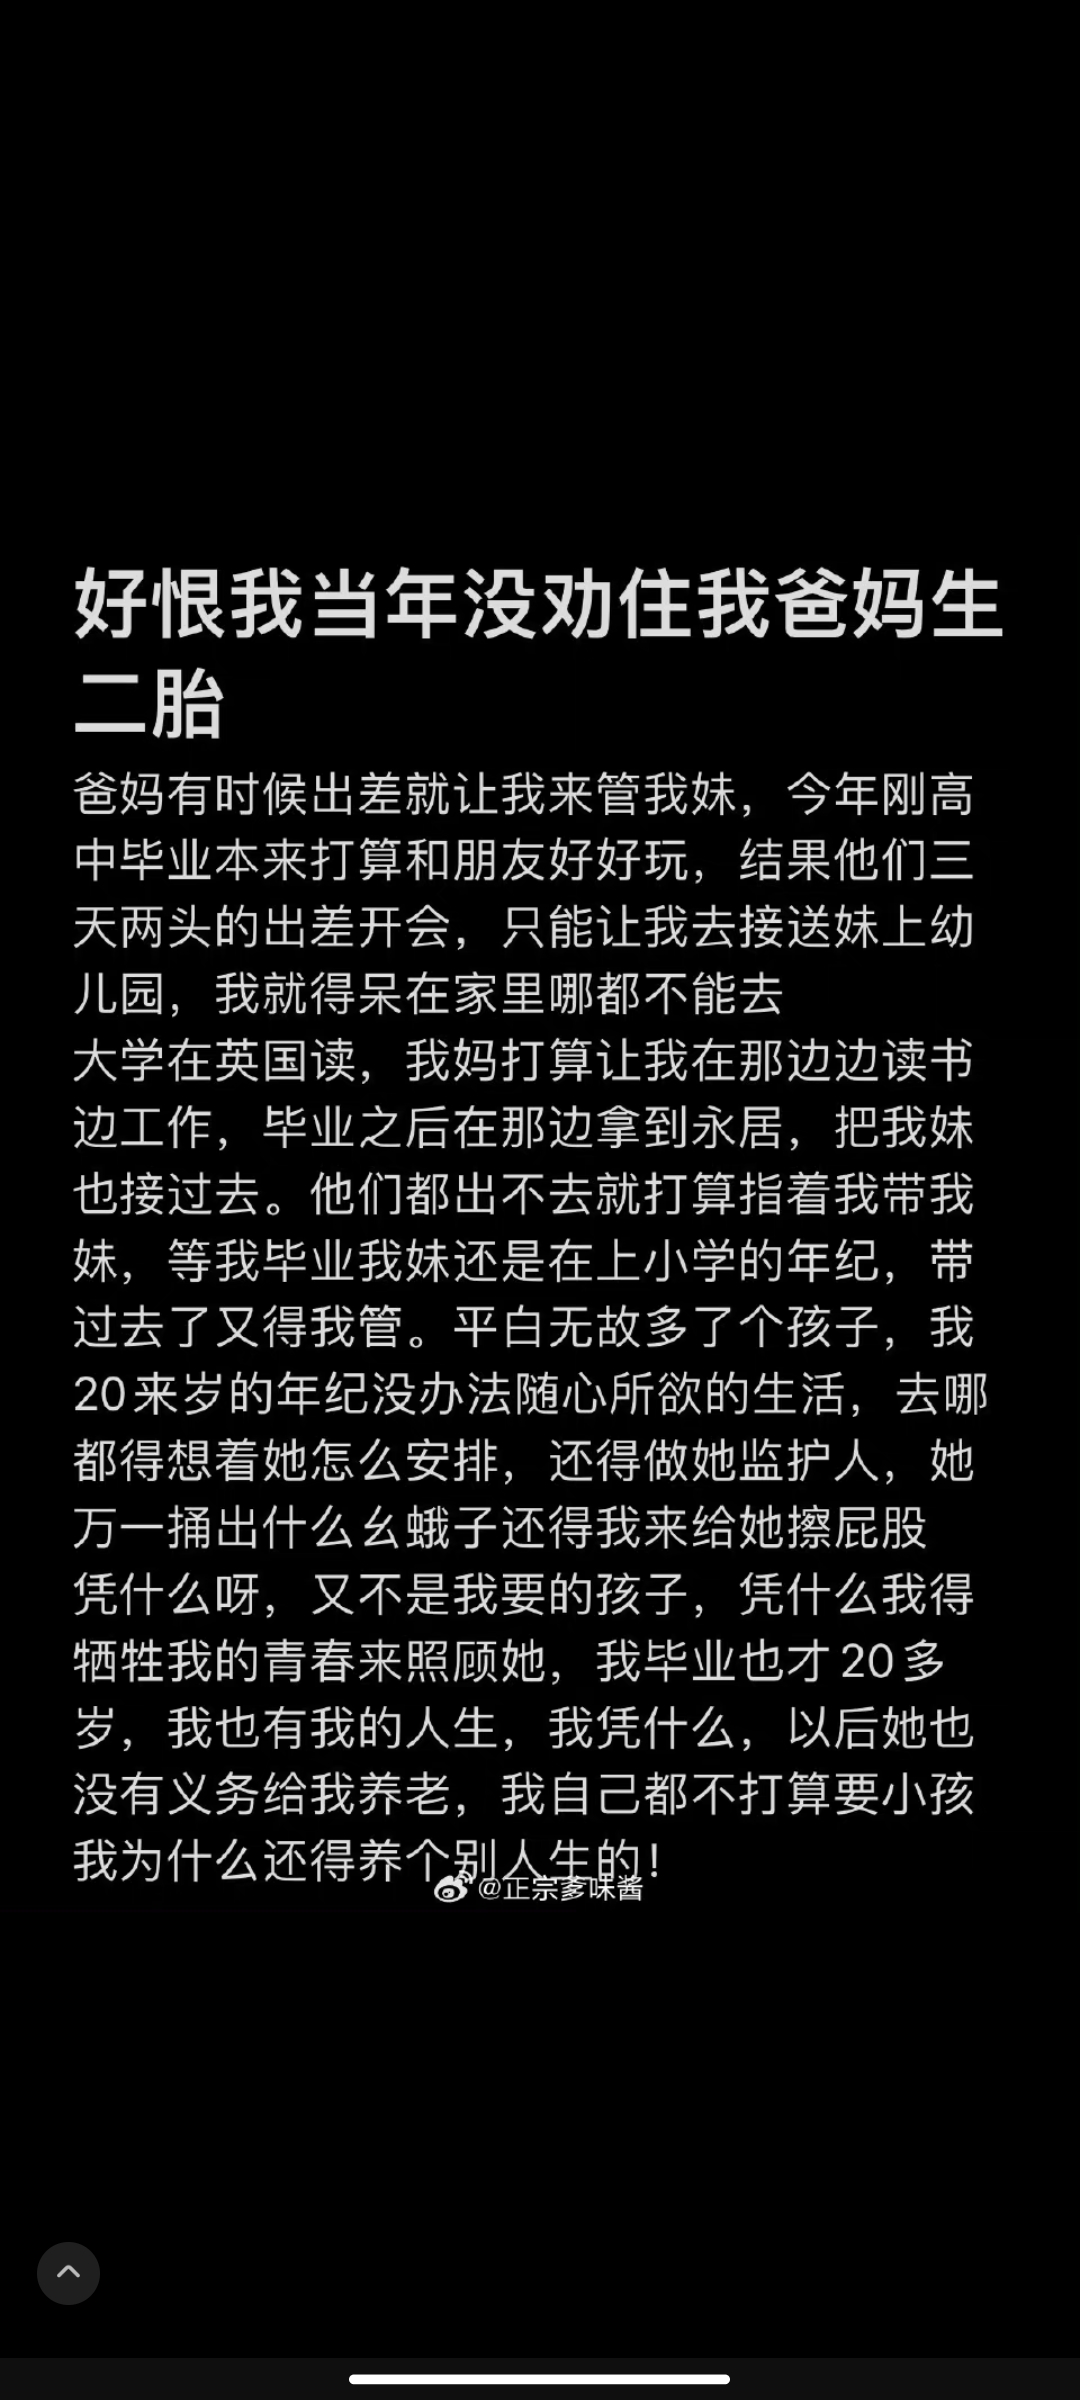 好恨我当年没劝住我爸妈生
二胎
爸妈有时候出差就让我来管我妹，今年刚高
中毕业本来打算和朋友好好玩，结果他们三
天两头的出差开会，只能让我去接送妹上幼
儿园，我就得呆在家里哪都不能去
大学在英国读，我妈打算让我在那边边读书
边工作，毕业之后在那边拿到永居，把我妹
也接过去。他们都出不去就打算指着我带我
妹，等我毕业我妹还是在上小学的年纪，带
过去了又得我管。平白无故多了个孩子，我
20来岁的年纪没办法随心所欲的生活，去哪
都得想着她怎么安排，还得做她监护人，她
万一捅出什么幺蛾子还得我来给她擦屁股
凭什么呀，又不是我要的孩子，凭什么我得
牺牲我的青春来照顾她，我毕业也才20多
岁，我也有我的人生，我凭什么，以后她也
没有义务给我养老，我自己都不打算要小孩
我为什么还得养个别人生的！
@正宗爹味酱